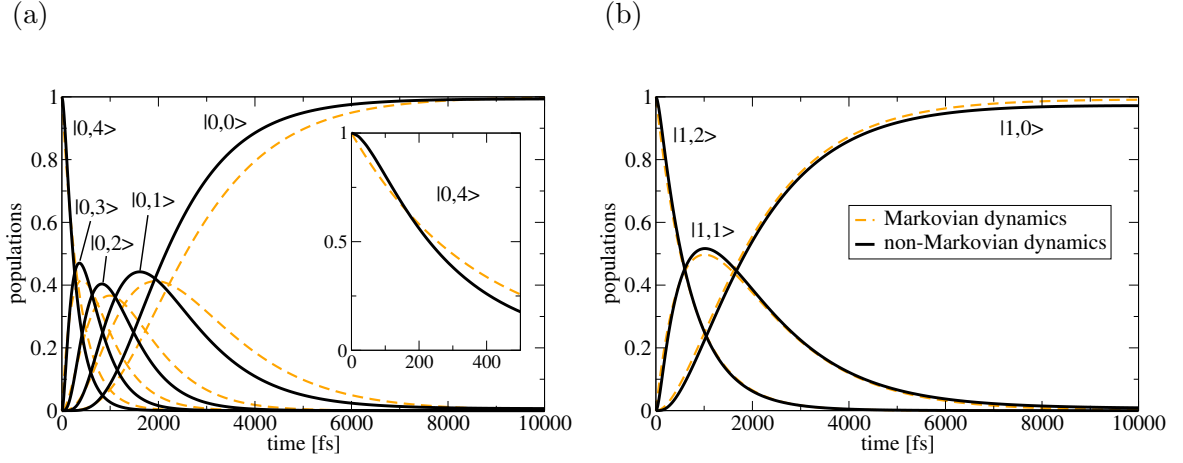 (a)
populations
1
0.8
0.6
0.4
0.2
0
0 2000 4000 6000 8000 10000
time [fs]
|0,4>
|0,3>
|0,2>
|0,1>
|0,0>
1
0.5
0
0 200 400
|0,4>
(b)
populations
1
0.8
0.6
0.4
0.2
0
0 2000 4000 6000 8000 10000
time [fs]
|1,2>
|1,1>
|1,0>
Markovian dynamics
non-Markovian dynamics